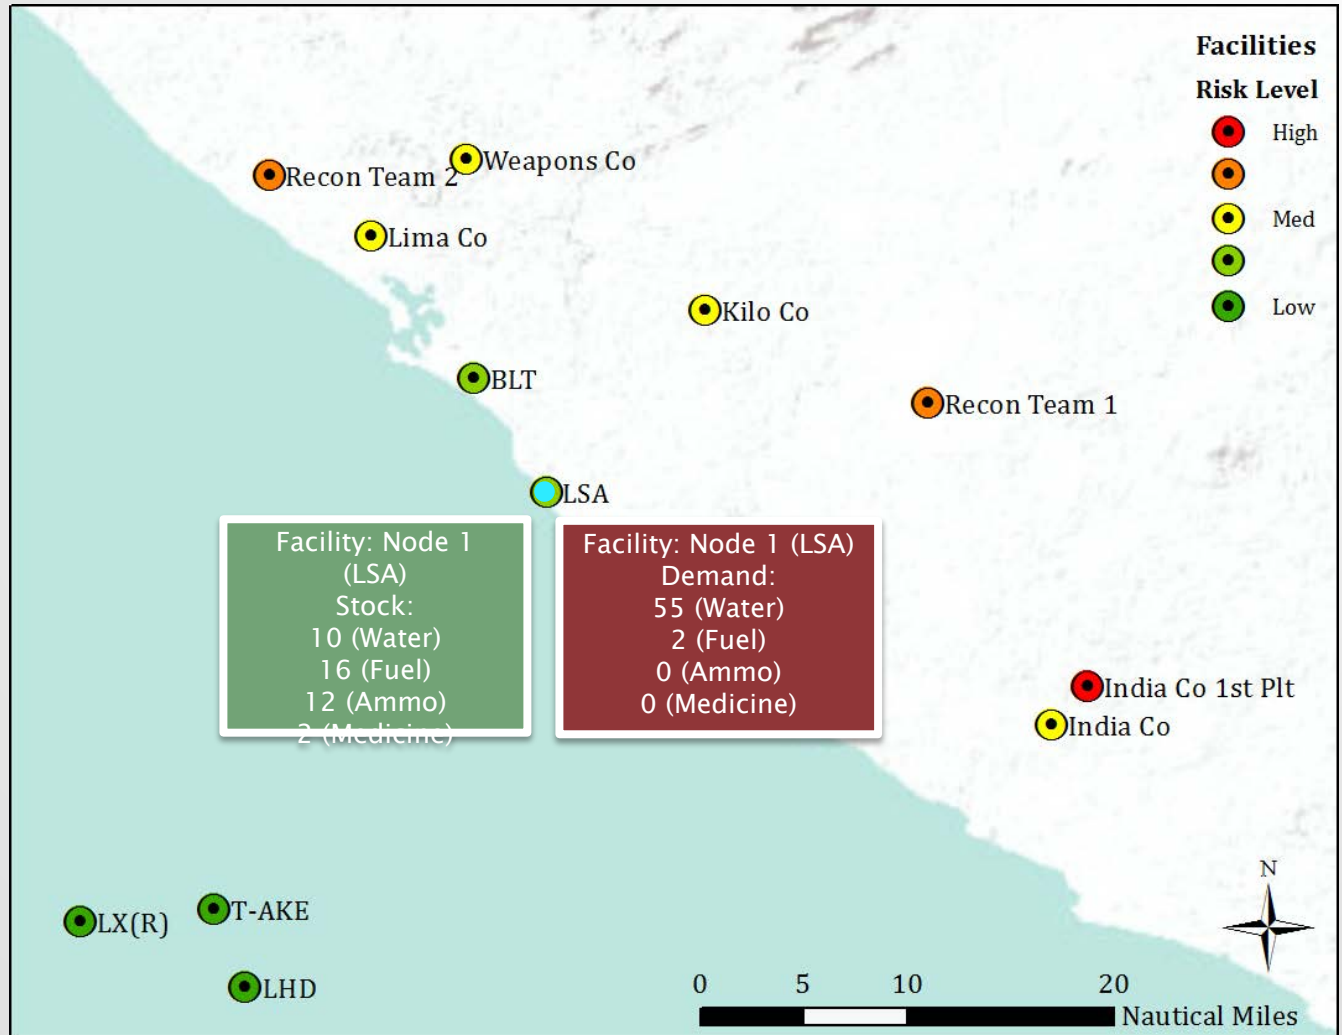 Facilities
Risk Level
High
Med
Low
Weapons Co
Recon Team 2
Lima Co
Kilo Co
BLT
Recon Team 1
LSA
Facility: Node 1
(LSA)
Stock:
10 (Water)
16 (Fuel)
12 (Ammo)
2 (Medicine)
Facility: Node 1 (LSA)
Demand:
55 (Water)
2 (Fuel)
0 (Ammo)
0 (Medicine)
India Co 1st Plt
India Co
N
T-AKE
LX(R)
LHD
0 5 10 20
Nautical Miles